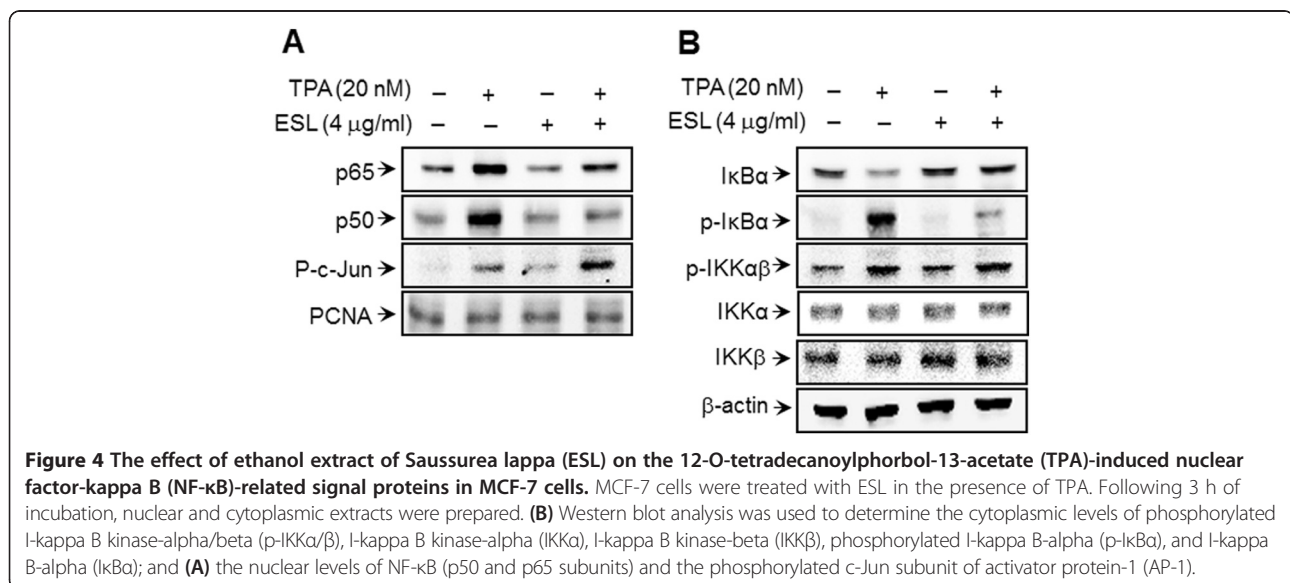 A
TPA (20 nM) – + – +
ESL (4 μg/ml) – – + +
p65
p50
P-c-Jun
PCNA
B
TPA (20 nM) – + – +
ESL (4 μg/ml) – – + +
IκBα
p-IκBα
p-IKKαβ
IKKα
IKKβ
β-actin
Figure 4 The effect of ethanol extract of Saussurea lappa (ESL) on the 12-O-tetradecanoylphorbol-13-acetate (TPA)-induced nuclear
factor-kappa B (NF-κB)-related signal proteins in MCF-7 cells. MCF-7 cells were treated with ESL in the presence of TPA. Following 3 h of
incubation, nuclear and cytoplasmic extracts were prepared. (B) Western blot analysis was used to determine the cytoplasmic levels of phosphorylated
I-kappa B kinase-alpha/beta (p-IKKα/β), I-kappa B kinase-alpha (IKKα), I-kappa B kinase-beta (IKKβ), phosphorylated I-kappa B-alpha (p-IκBα), and I-kappa
B-alpha (IκBα); and (A) the nuclear levels of NF-κB (p50 and p65 subunits) and the phosphorylated c-Jun subunit of activator protein-1 (AP-1).